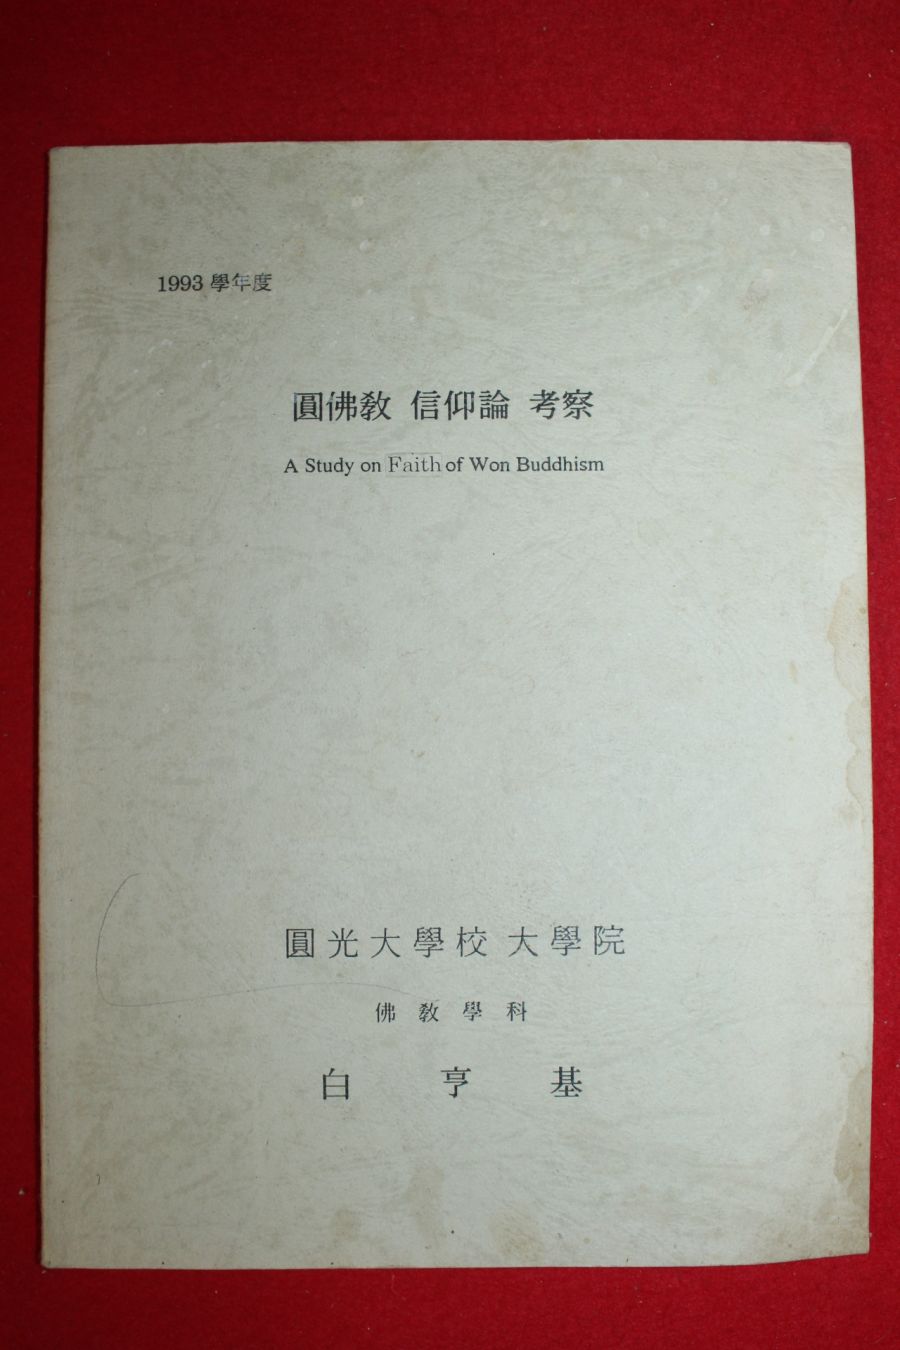 1993 學年度
圓佛敎 信仰論 考察
A Study on Faith of Won Buddhism
圓光大學校 大學院
佛敎學科
白亨基